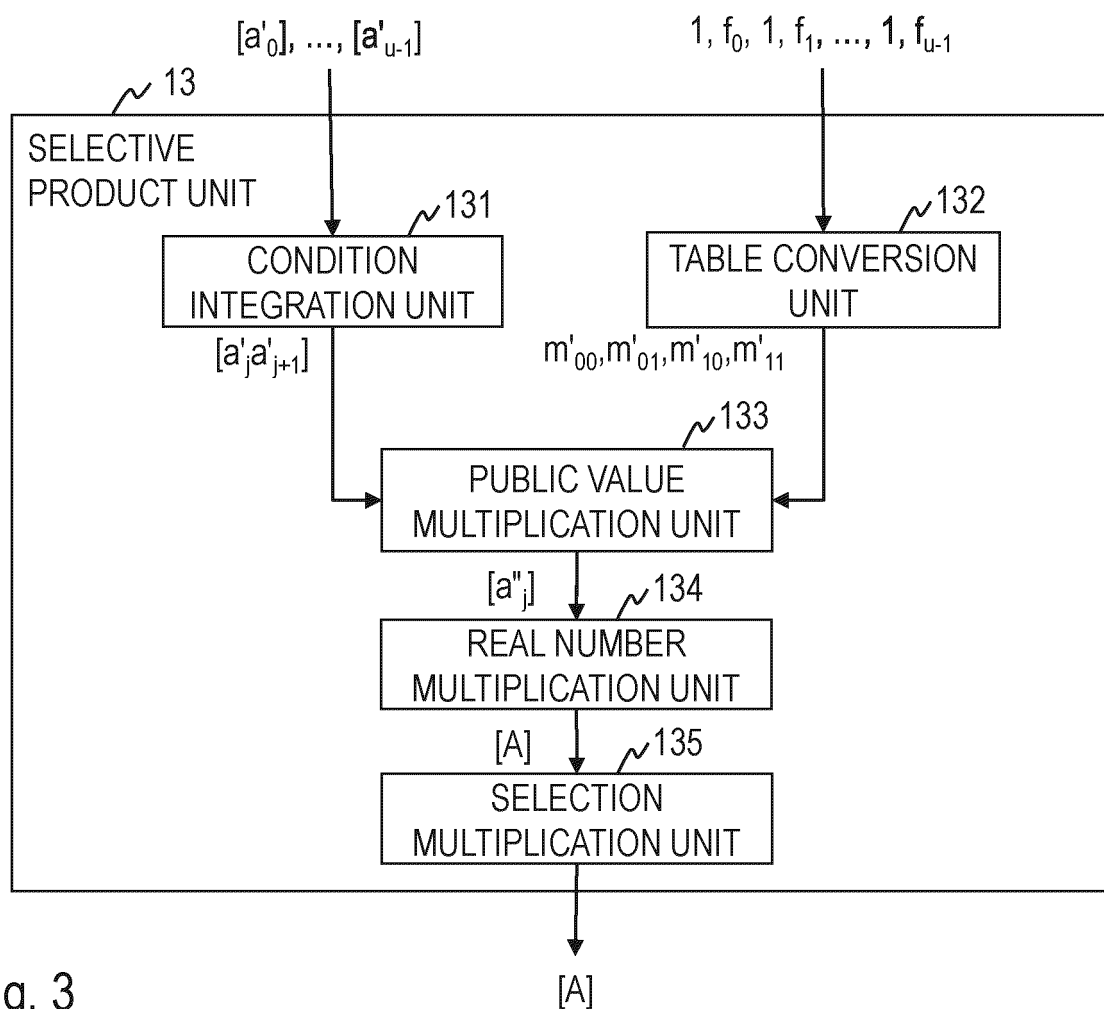 [a'0], ..., [a'u-1]
1, f0, 1, f1, ..., 1, fu-1
13
SELECTIVE
PRODUCT UNIT
131
CONDITION
INTEGRATION UNIT
132
TABLE CONVERSION
UNIT
[a'ja'j+1]
m'00,m'01,m'10,m'11
133
PUBLIC VALUE
MULTIPLICATION UNIT
[a"j]
134
REAL NUMBER
MULTIPLICATION UNIT
[A]
135
SELECTION
MULTIPLICATION UNIT
[A]
g. 3